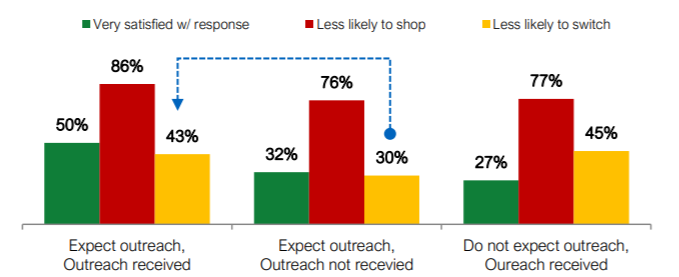 Very satisfied w/ response Less likely to shop Less likely to switch
50% 86% 43% 32% 76% 30% 27% 77% 45%
Expect outreach, Expect outreach, Do not expect outreach,
Outreach received Outreach not recevied Oureach received